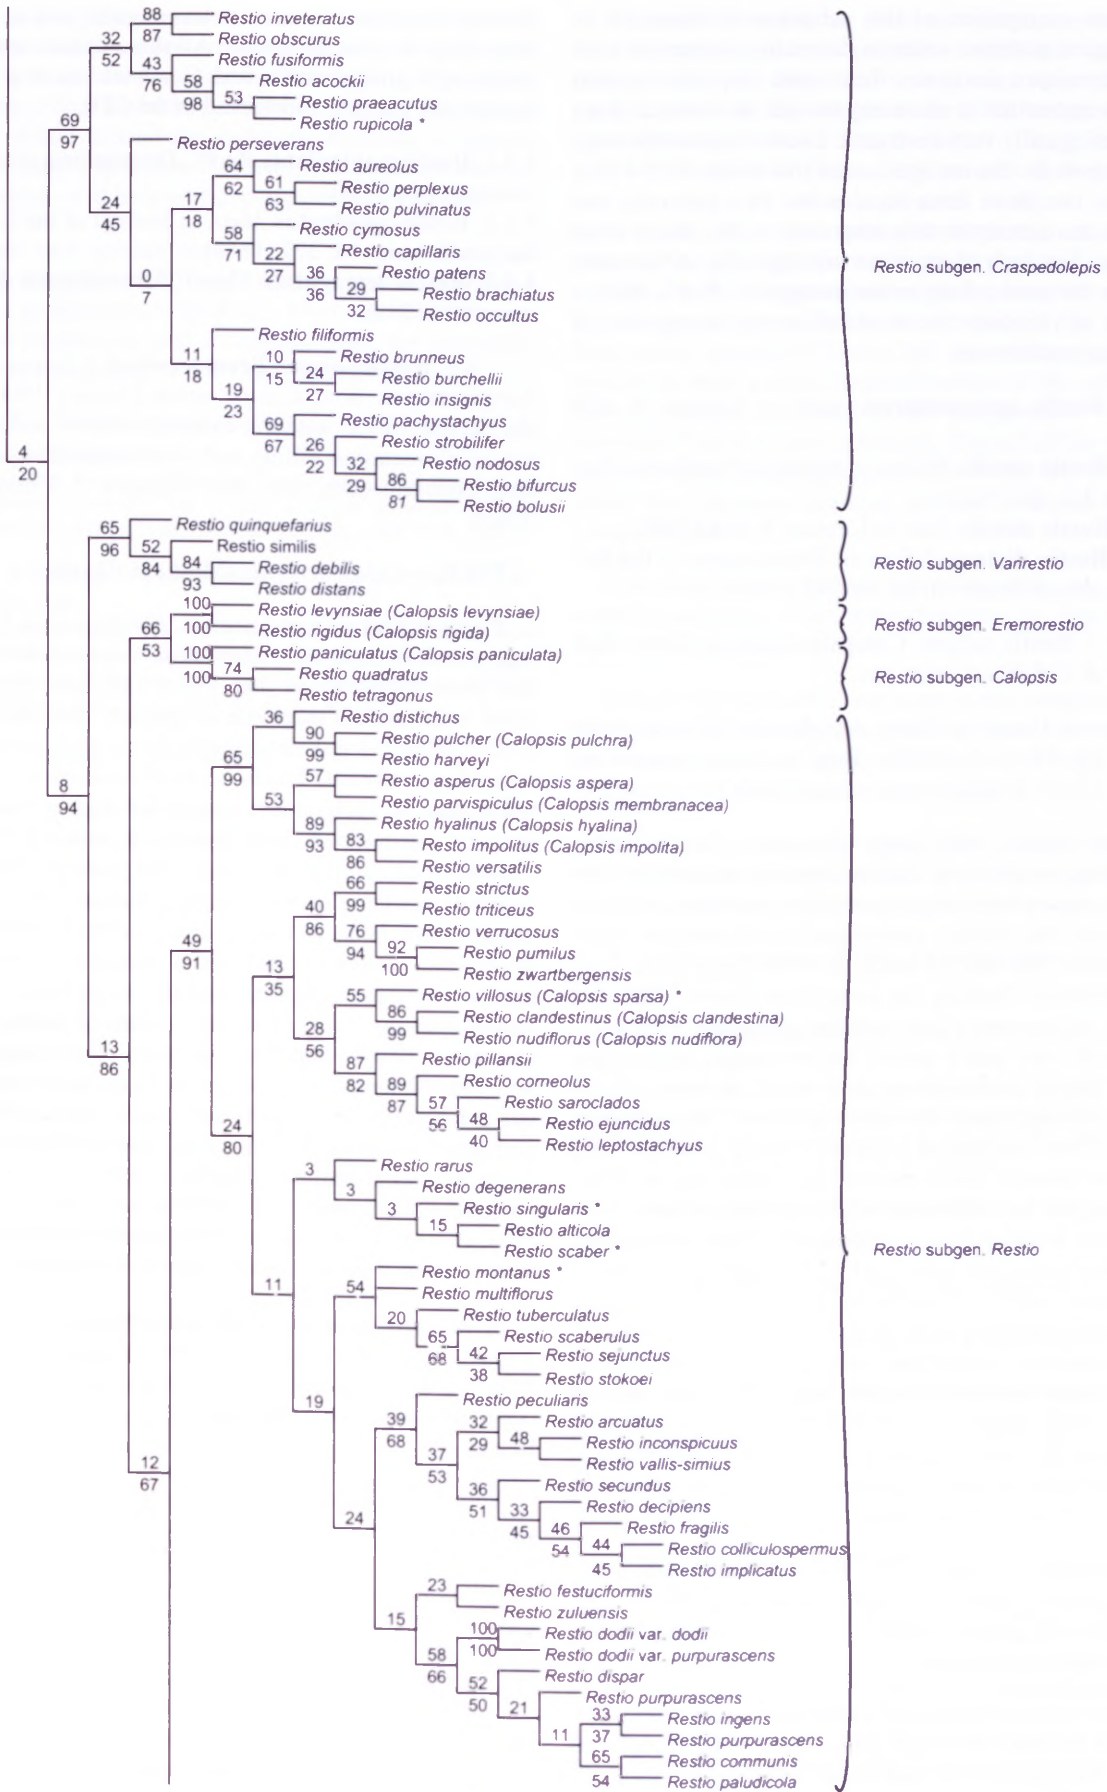 88
Restio inveteratus
32
87
Restio obscurus
52
43
Restio fusiformis
76
58
Restio acockii
98
53
Restio praeacutus
69
Restio rupicola *
97
Restio perseverans
64
Restio aureolus
62
61
Restio perplexus
24
17
63
Restio pulvinatus
45
18
58
Restio cymosus
71
22
Restio capillaris
0
27
36
Restio patens
7
36
29
Restio brachiatus
32
Restio occultus
Restio subgen. Craspedolepis
11
Restio filiformis
18
10
Restio brunneus
19
15
24
Restio burchellii
23
27
Restio insignis
69
Restio pachystachyus
67
26
Restio strobilifer
4
22
32
Restio nodosus
20
29
86
Restio bifurcus
81
Restio bolusii
65
Restio quinquefarius
96
52
Restio similis
84
84
Restio debilis
93
Restio distans
Restio subgen. Varirestio
100
Restio levynsiae (Calopsis levynsiae)
66
100
Restio rigidus (Calopsis rigida)
Restio subgen. Eremorestio
53
100
Restio paniculatus (Calopsis paniculata)
100
74
Restio quadratus
80
Restio tetragonus
Restio subgen. Calopsis
36
Restio distichus
90
Restio pulcher (Calopsis pulchra)
65
99
Restio harveyi
99
57
Restio asperus (Calopsis aspera)
8
53
Restio parvispiculus (Calopsis membranacea)
94
89
Restio hyalinus (Calopsis hyalina)
93
83
Resto impolitus (Calopsis impolita)
86
Restio versatilis
66
Restio strictus
40
99
Restio triticeus
86
76
Restio verrucosus
49
94
92
Restio pumilus
91
13
100
Restio zwartbergensis
35
55
Restio villosus (Calopsis sparsa) *
86
Restio clandestinus (Calopsis clandestina)
28
99
Restio nudiflorus (Calopsis nudiflora)
13
56
87
Restio pillansii
86
82
89
Restio corneolus
87
57
Restio saroclados
24
56
48
Restio ejuncidus
80
40
Restio leptostachyus
3
Restio rarus
3
Restio degenerans
3
Restio singularis *
15
Restio alticola
Restio scaber *
Restio subgen. Restio
11
54
Restio montanus *
Restio multiflorus
20
Restio tuberculatus
65
Restio scaberulus
68
42
Restio sejunctus
38
Restio stokoei
19
Restio peculiaris
39
32
Restio arcuatus
68
29
48
Restio inconspicuus
37
Restio vallis-simius
12
53
36
Restio secundus
67
51
33
Restio decipiens
24
45
46
Restio fragilis
54
44
Restio colliculospermus
45
Restio implicatus
23
Restio festuciformis
15
Restio zuluensis
100
Restio dodii var. dodii
58
100
Restio dodii var. purpurascens
66
52
Restio dispar
50
21
Restio purpurascens
33
Restio ingens
11
37
Restio purpurascens
65
Restio communis
54
Restio paludicola